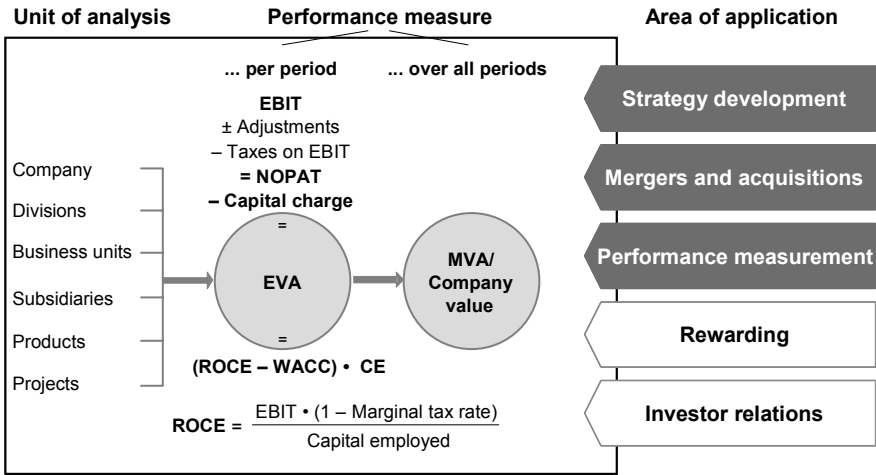 Unit of analysis
Performance measure
Area of application
... per period
... over all periods
EBIT
± Adjustments
– Taxes on EBIT
= NOPAT
– Capital charge
=
EVA
=
(ROCE – WACC) • CE
MVA/
Company
value
Company
Divisions
Business units
Subsidiaries
Products
Projects
ROCE = EBIT • (1 – Marginal tax rate)
Capital employed
Strategy development
Mergers and acquisitions
Performance measurement
Rewarding
Investor relations